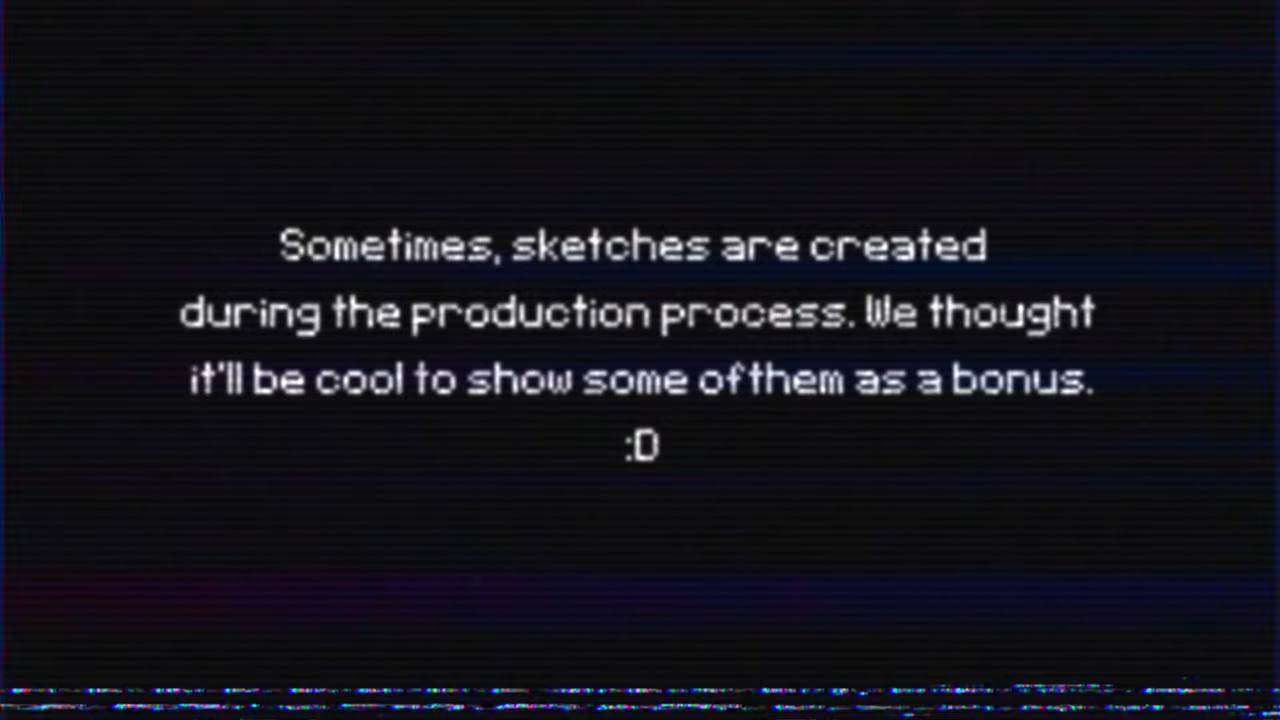 Sometimes, sketches are created
during the production process. We thought
it'll be cool to show some of them as a bonus.
:D